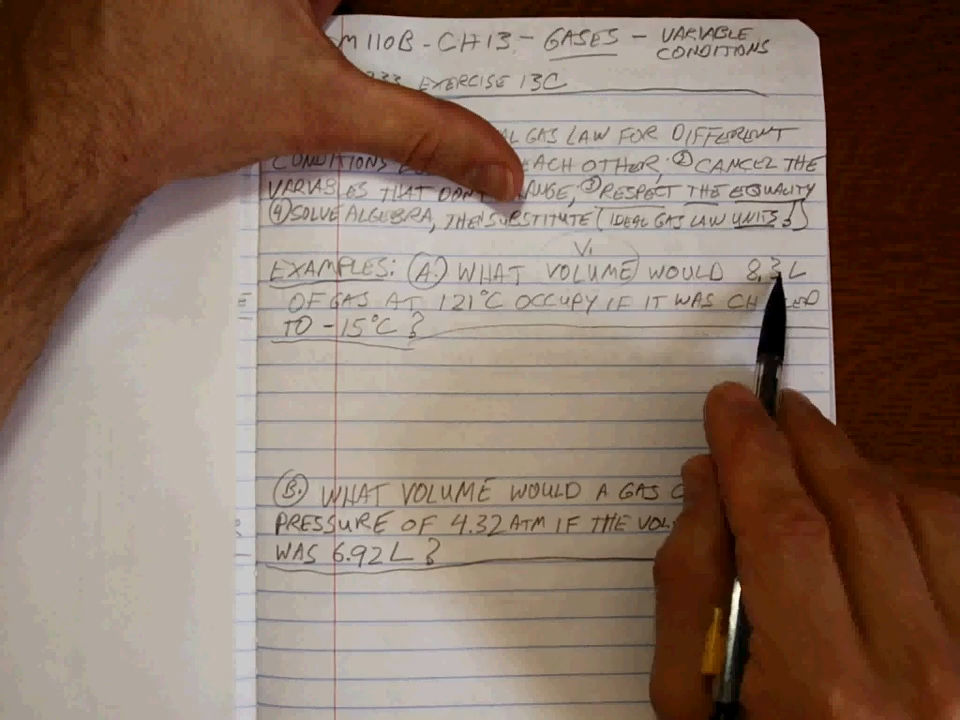 M110B - CH13 - GASES - VARIABLE CONDITIONS
EXERCISE 13C
GAS LAW FOR DIFFERENT
CONDITIONS EACH OTHER, ② CANCEL THE
VARIABLES THAT DON'T ③ RESPECT THE EQUALITY
④ SOLVE ALGEBRA, THEN SUBSTITUTE (IDEAL GAS LAW UNITS!)
V₁
EXAMPLES: (A.) WHAT VOLUME WOULD 8.3 L
OF GAS AT 121°C OCCUPY IF IT WAS
TO -15°C?
(B.) WHAT VOLUME WOULD A GAS
PRESSURE OF 4.32 ATM IF THE
WAS 6.92 L?